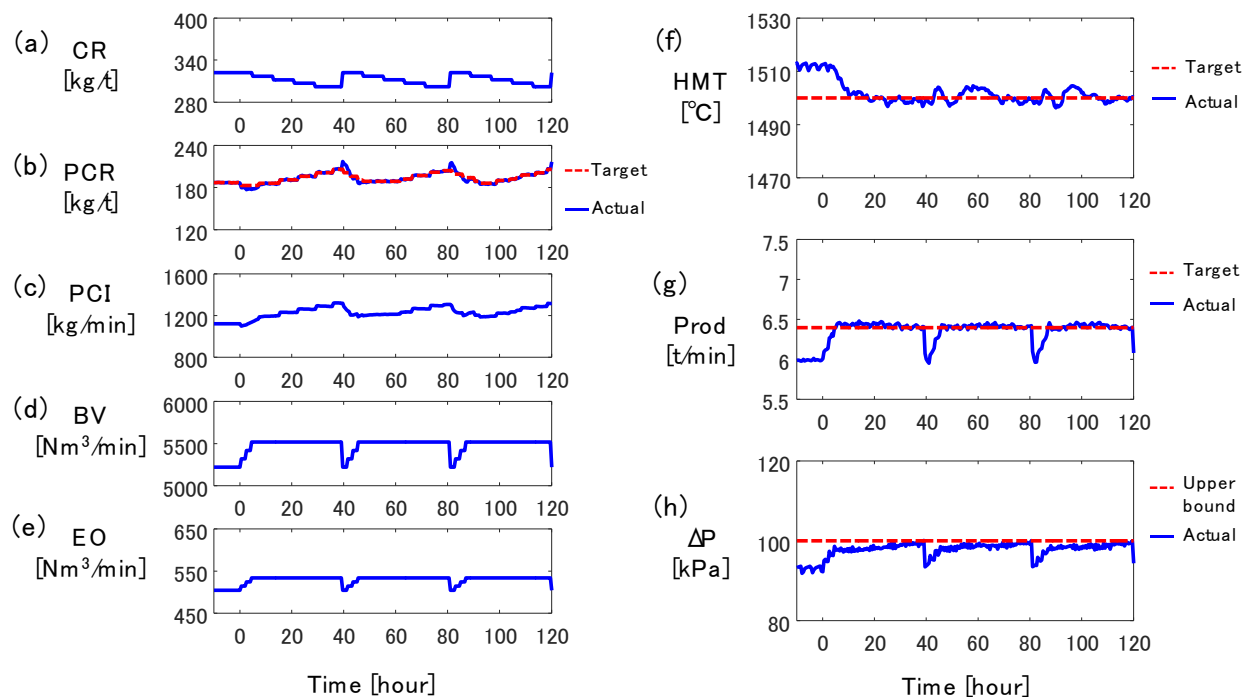 (a) CR [kg/t]
400
340
280
0 20 40 60 80 100 120
(b) PCR [kg/t]
240
180
120
0 20 40 60 80 100 120
Target
Actual
(c) PCI [kg/min]
1600
1200
800
0 20 40 60 80 100 120
(d) BV [Nm³/min]
6000
5500
5000
0 20 40 60 80 100 120
(e) EO [Nm³/min]
650
550
450
0 20 40 60 80 100 120
Time [hour]
(f) HMT [℃]
1530
1510
1490
1470
0 20 40 60 80 100 120
Target
Actual
(g) Prod [t/min]
7.5
7
6.5
6
5.5
0 20 40 60 80 100 120
Target
Actual
(h) ΔP [kPa]
120
100
80
0 20 40 60 80 100 120
Upper bound
Actual
Time [hour]